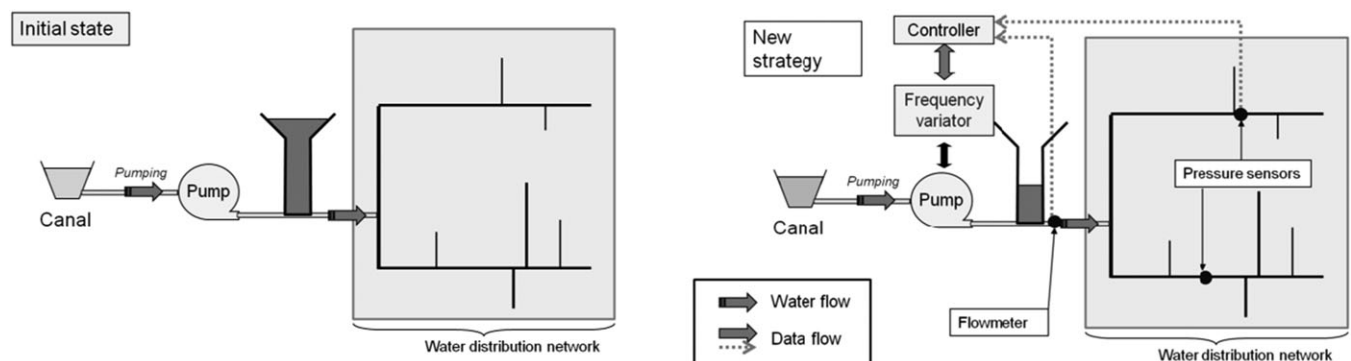 Initial state
Pumping
Pump
Canal
Water distribution network
New
strategy
Controller
Frequency
variator
Pumping
Pump
Canal
Pressure sensors
Flowmeter
Water flow
Data flow
Water distribution network